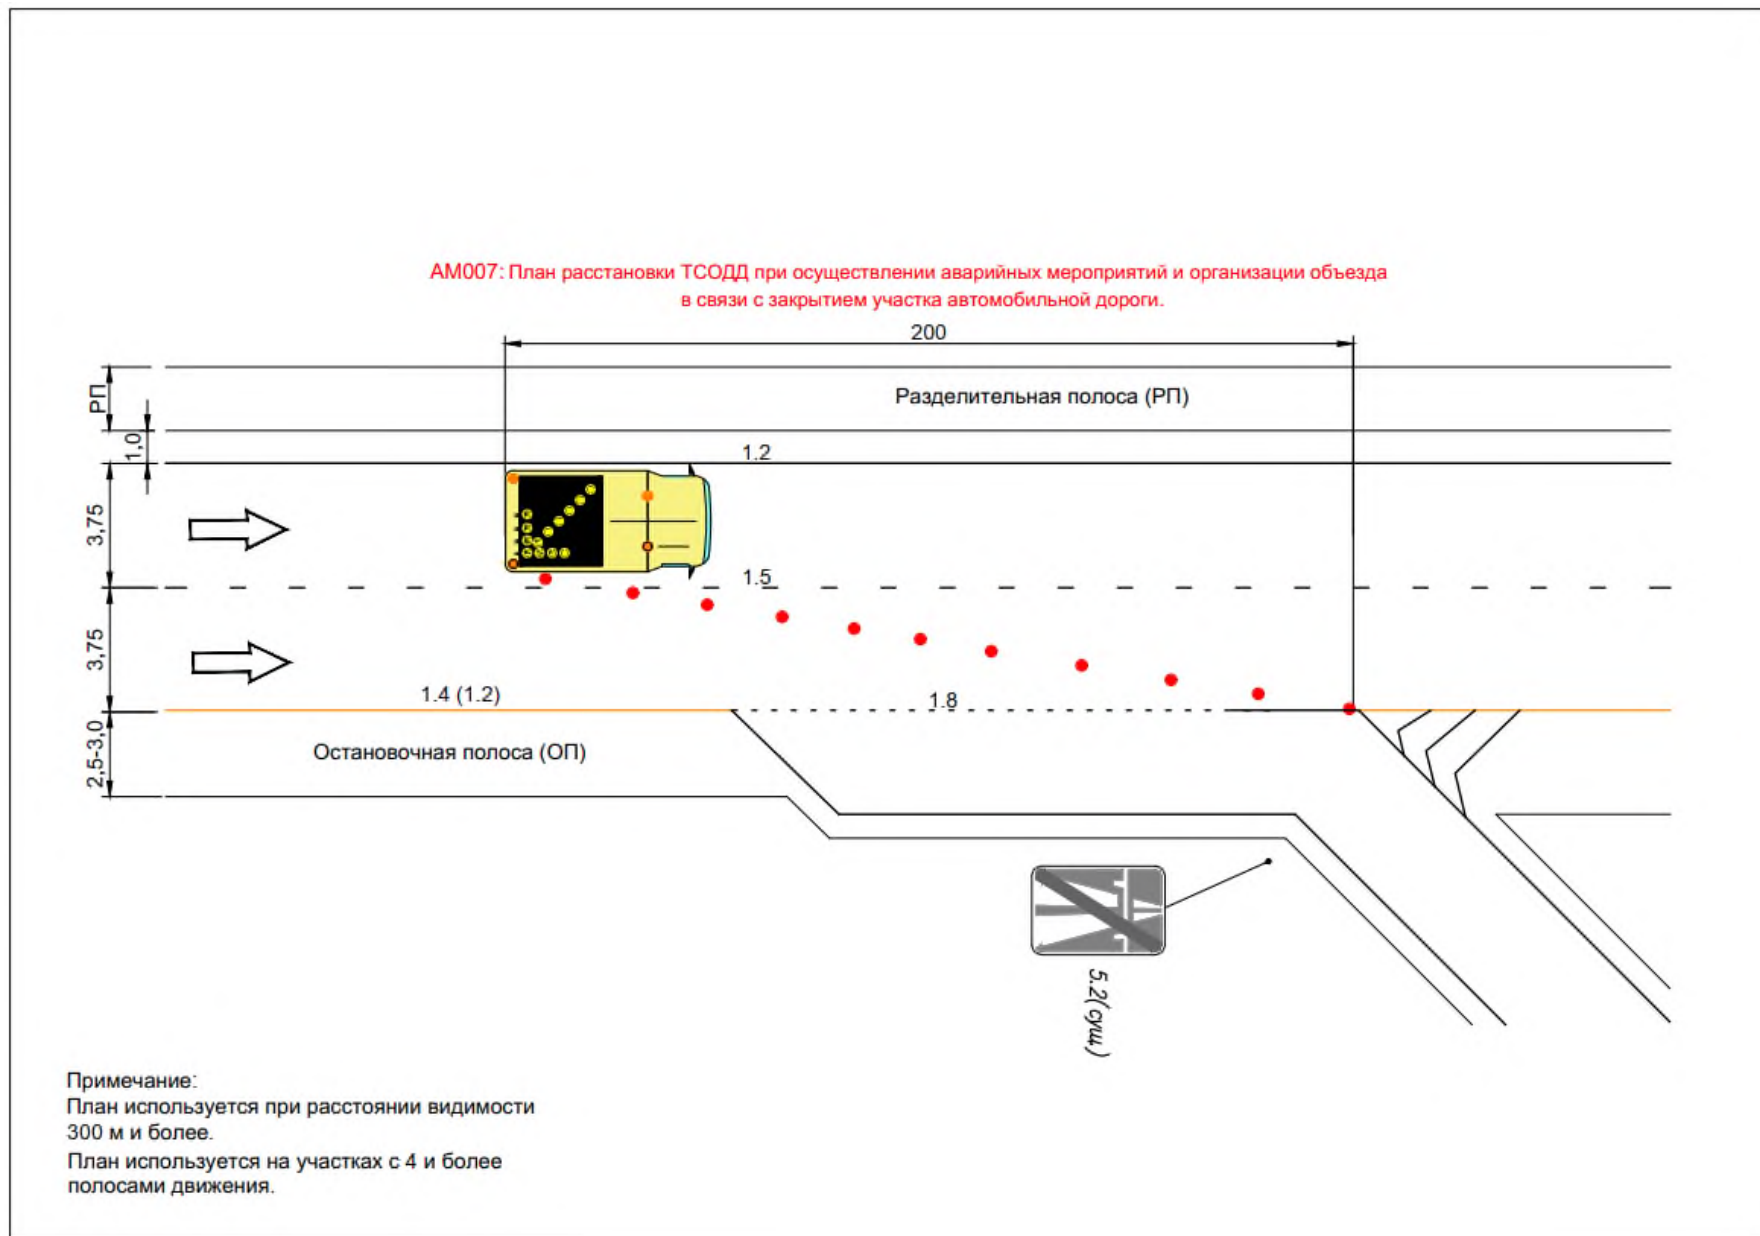 АМ007: План расстановки ТСОДД при осуществлении аварийных мероприятий и организации объезда
в связи с закрытием участка автомобильной дороги.
200
РП
Разделительная полоса (РП)
1,0
1.2
3,75
1.5
3,75
1.4 (1.2)
1.8
2,5-3,0
Остановочная полоса (ОП)
5.2(сущ.)
Примечание:
План используется при расстоянии видимости
300 м и более.
План используется на участках с 4 и более
полосами движения.